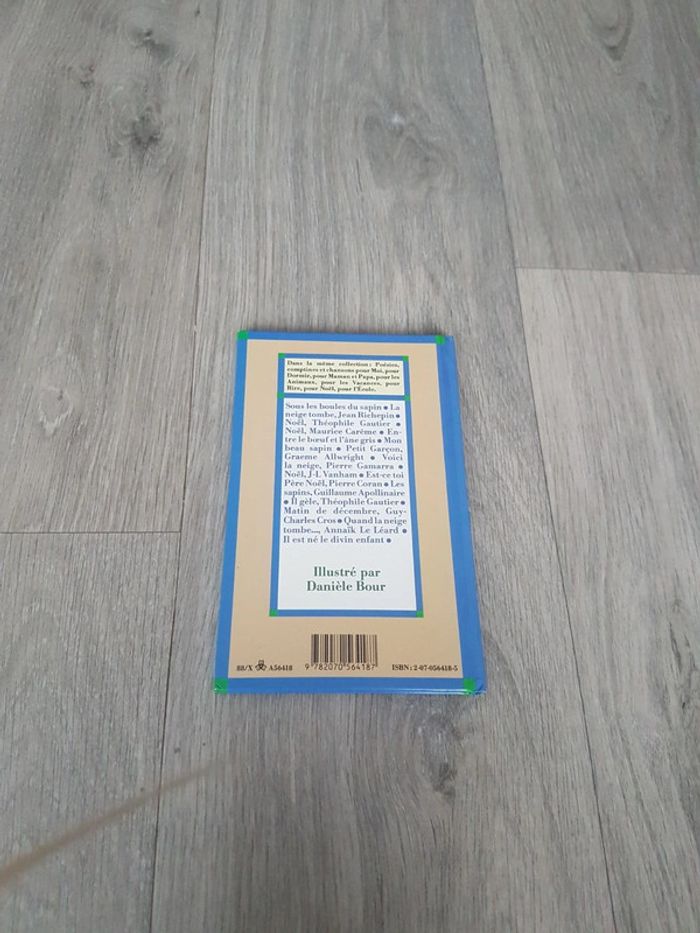 Dans la même collection : Poésies,
comptines et chansons pour Moi, pour
Dormir, pour Maman et Papa, pour les
Animaux, pour les Vacances, pour
Rire, pour Noël, pour l'École.
Sous les boules du sapin • La
neige tombe, Jean Richepin •
Noël, Théophile Gautier •
Noël, Maurice Carême • En-
tre le bœuf et l'âne gris • Mon
beau sapin • Petit Garçon,
Graeme Allwright • Voici
la neige, Pierre Gamarra •
Noël, J-L Vanham • Est-ce toi
Père Noël, Pierre Coran • Les
sapins, Guillaume Apollinaire
• Il gèle, Théophile Gautier •
Matin de décembre, Guy-
Charles Cros • Quand la neige
tombe..., Annaïk Le Léard •
Il est né le divin enfant •
Illustré par
Danièle Bour
88/X A56418
9 782070 564187
ISBN : 2-07-056418-5